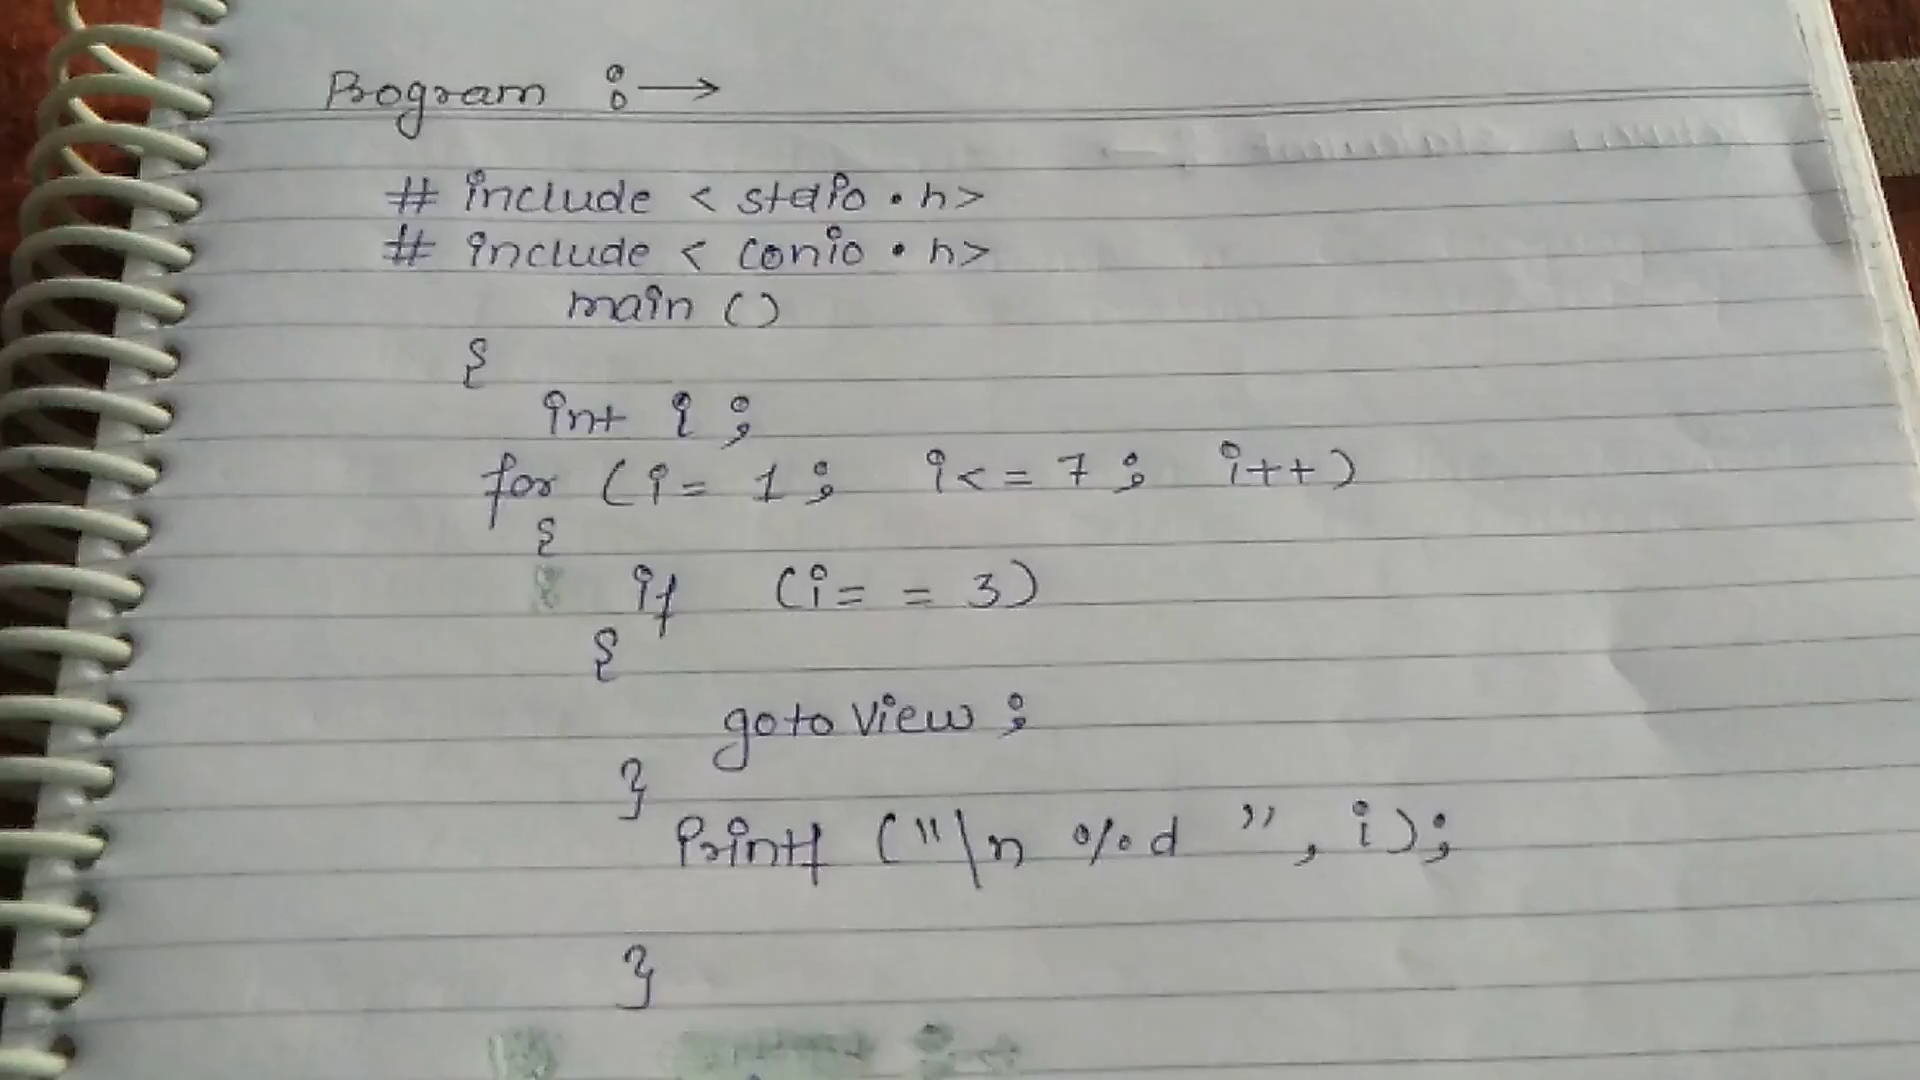 Program :→
# include < stdio . h>
# include < conio . h>
main ()
{
int i ;
for ( i = 1 ; i < = 7 ; i + + )
{
if ( i = = 3 )
{
goto view ;
}
Printf ( "\n %d " , i ) ;
}